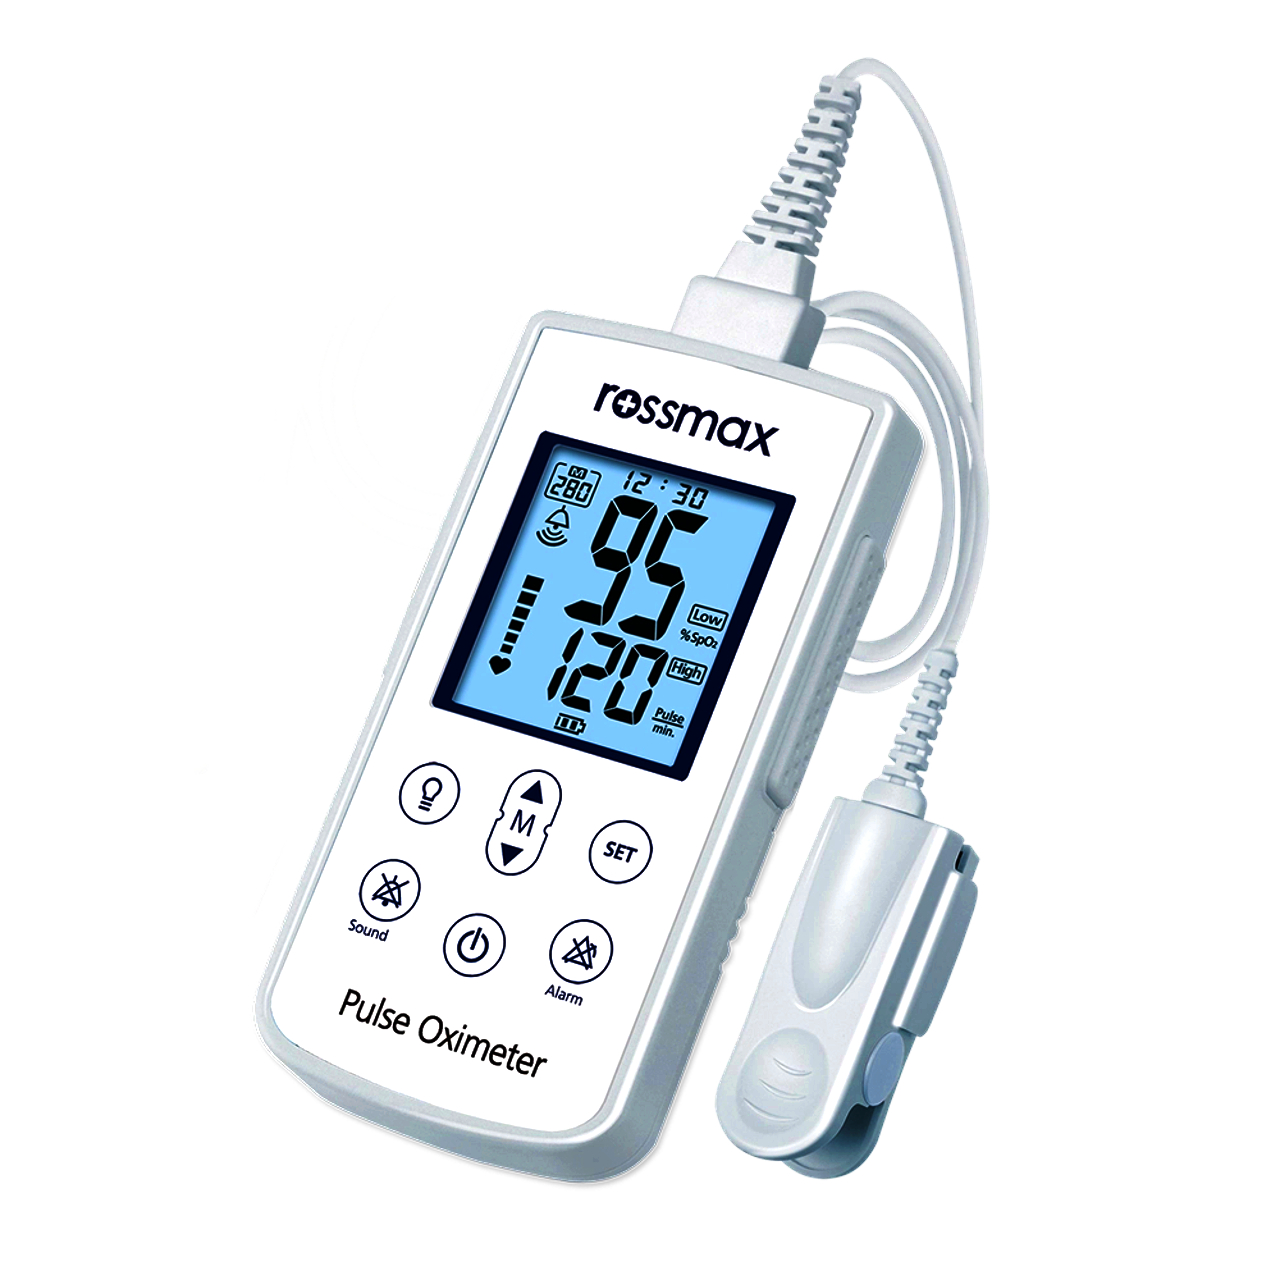 rossmax
M
280
12:30
95
Low
%SpO2
120
High
Pulse
min.
M
SET
Sound
Alarm
Pulse Oximeter